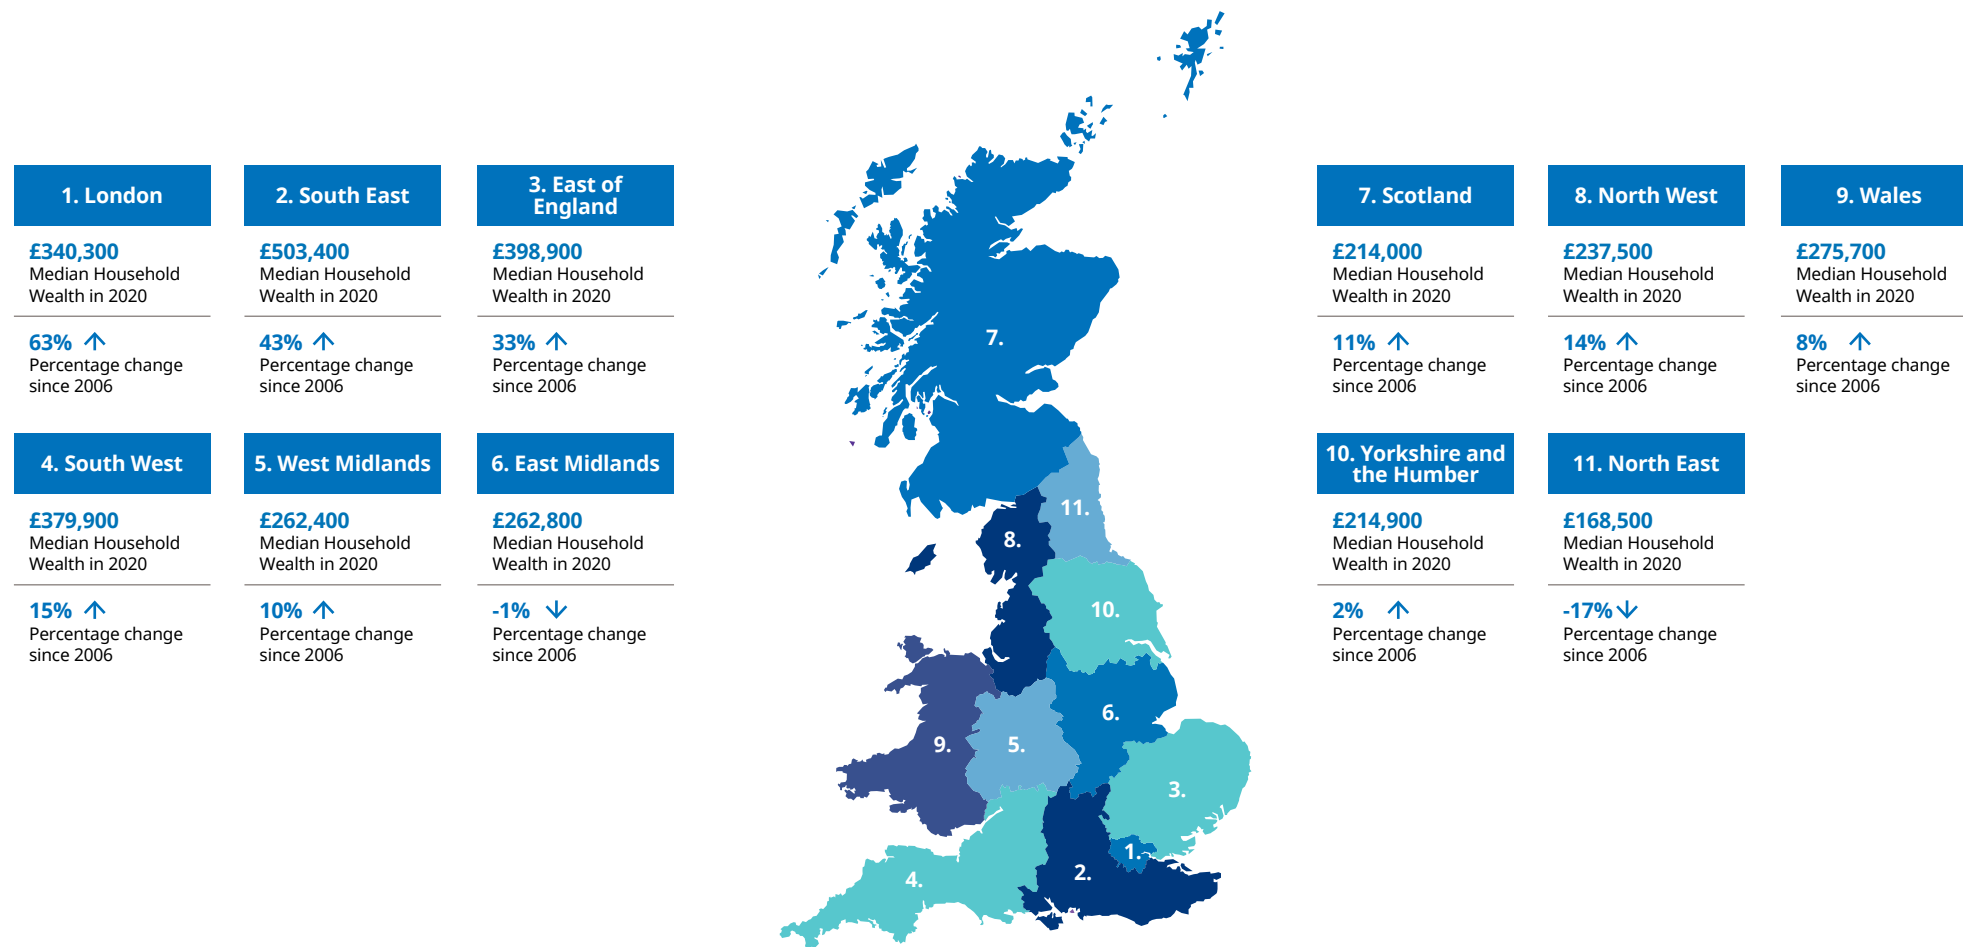 1. London
£340,300
Median Household
Wealth in 2020
63%
Percentage change
since 2006
2. South East
£503,400
Median Household
Wealth in 2020
43%
Percentage change
since 2006
3. East of
England
£398,900
Median Household
Wealth in 2020
33%
Percentage change
since 2006
4. South West
£379,900
Median Household
Wealth in 2020
15%
Percentage change
since 2006
5. West Midlands
£262,400
Median Household
Wealth in 2020
10%
Percentage change
since 2006
6. East Midlands
£262,800
Median Household
Wealth in 2020
-1%
Percentage change
since 2006
7.
11.
8.
10.
6.
9.
5.
3.
1.
2.
4.
7. Scotland
£214,000
Median Household
Wealth in 2020
11%
Percentage change
since 2006
8. North West
£237,500
Median Household
Wealth in 2020
14%
Percentage change
since 2006
9. Wales
£275,700
Median Household
Wealth in 2020
8%
Percentage change
since 2006
10. Yorkshire and
the Humber
£214,900
Median Household
Wealth in 2020
2%
Percentage change
since 2006
11. North East
£168,500
Median Household
Wealth in 2020
-17%
Percentage change
since 2006